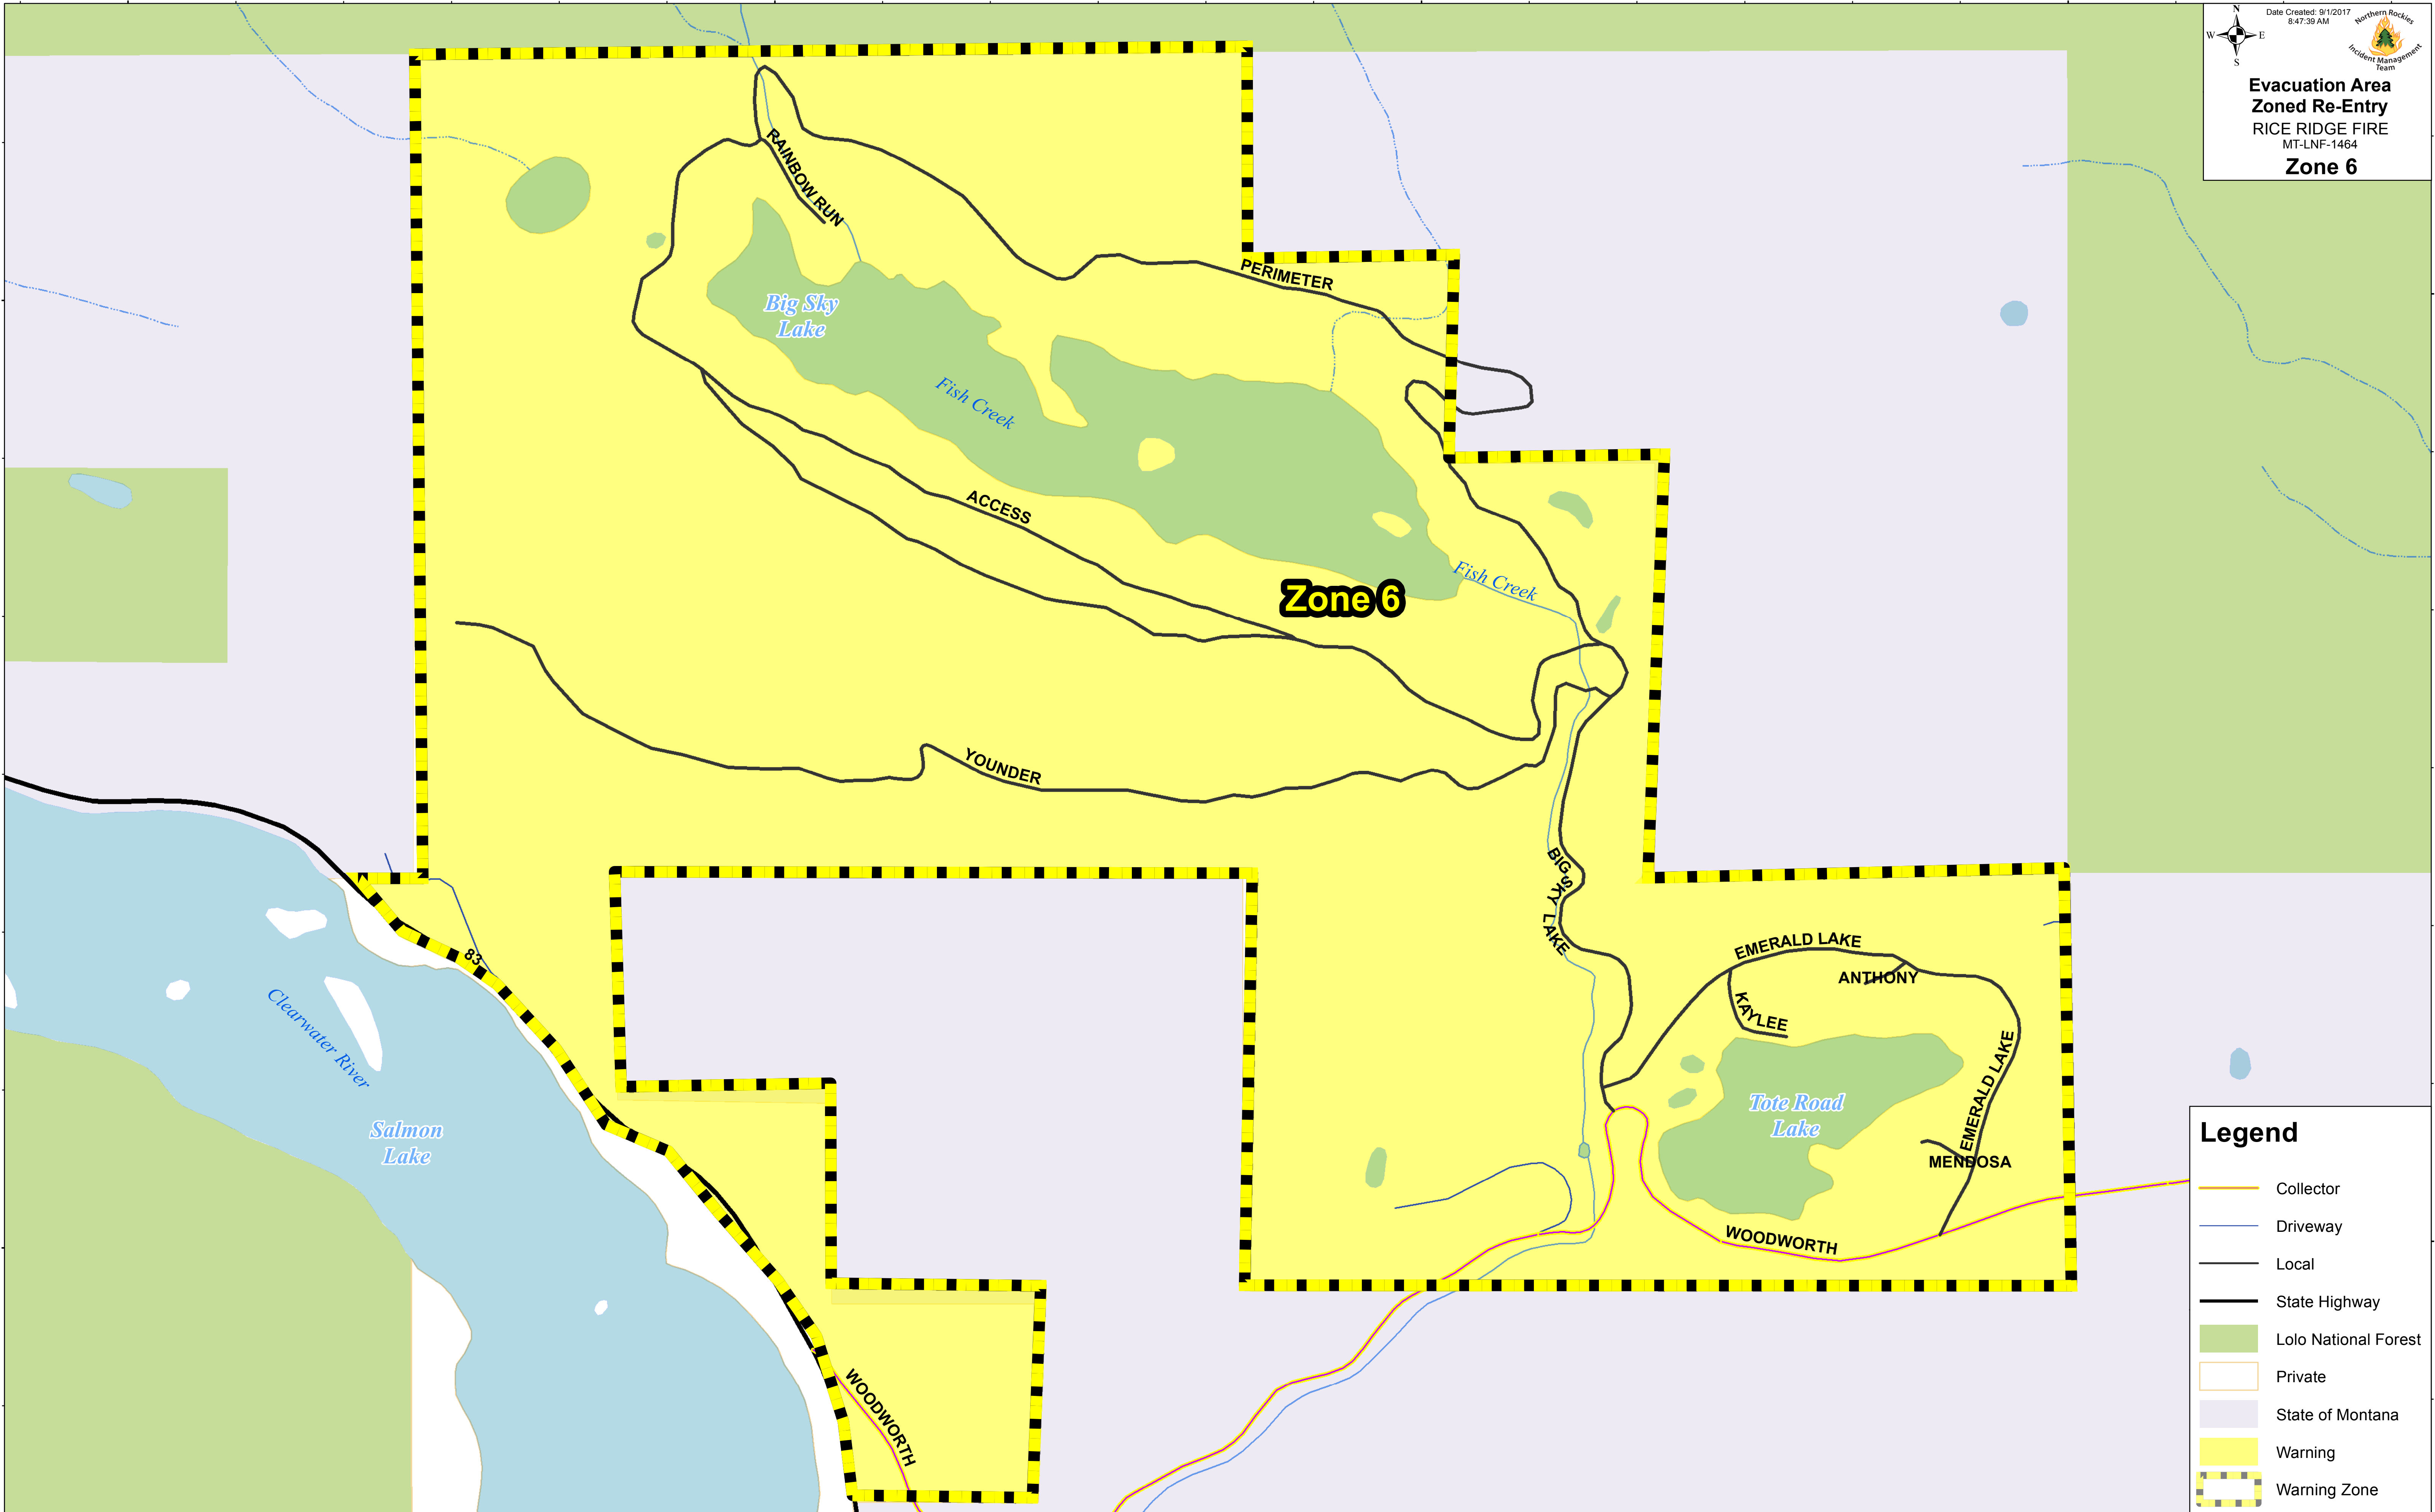 N
W E
S
Date Created: 9/1/2017
8:47:39 AM
Northern Rockies
Incident Management
Team
Evacuation Area
Zoned Re-Entry
RICE RIDGE FIRE
MT-LNF-1464
Zone 6
RAINBOW RUN
PERIMETER
Big Sky
Lake
Fish Creek
ACCESS
Fish Creek
Zone 6
YOUNDER
BIG SKY LAKE
83
EMERALD LAKE
ANTHONY
KAYLEE
Clearwater River
EMERALD LAKE
Tote Road
Lake
Salmon
Lake
MENDOSA
WOODWORTH
WOODWORTH
Legend
Collector
Driveway
Local
State Highway
Lolo National Forest
Private
State of Montana
Warning
Warning Zone